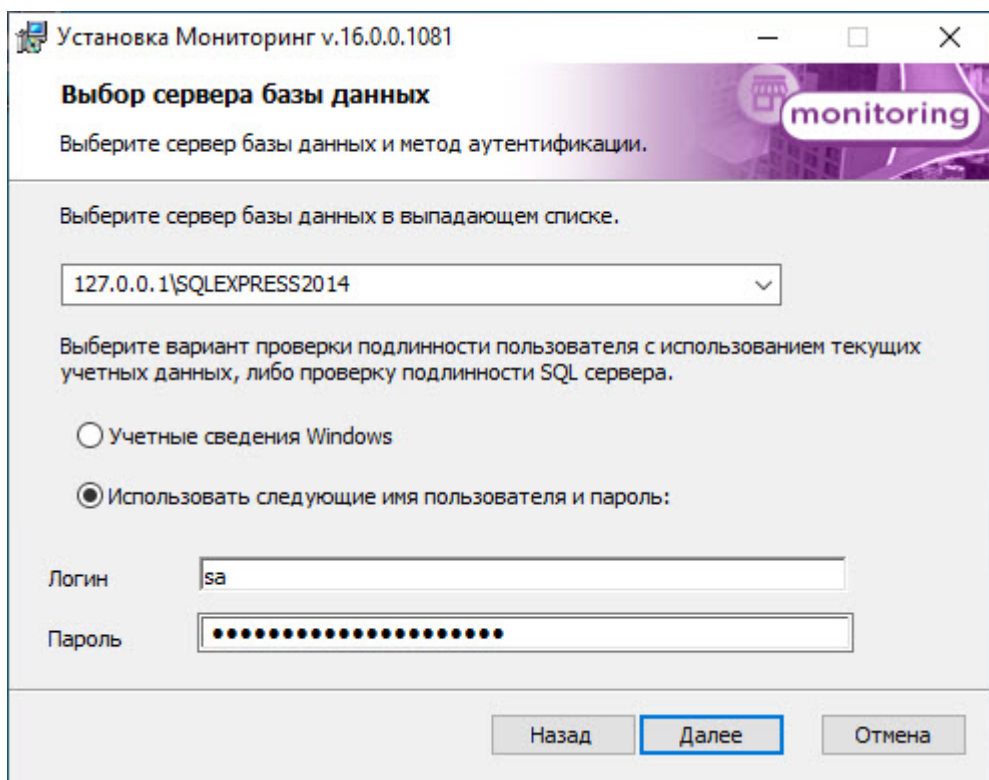 Установка Мониторинг v.16.0.0.1081
Выбор сервера базы данных
monitoring
Выберите сервер базы данных и метод аутентификации.
Выберите сервер базы данных в выпадающем списке.
127.0.0.1\SQLEXPRESS2014
Выберите вариант проверки подлинности пользователя с использованием текущих
учетных данных, либо проверку подлинности SQL сервера.
Учетные сведения Windows
Использовать следующие имя пользователя и пароль:
Логин sa
Пароль ●●●●●●●●●●●●●●●●●●●●●
Назад Далее Отмена